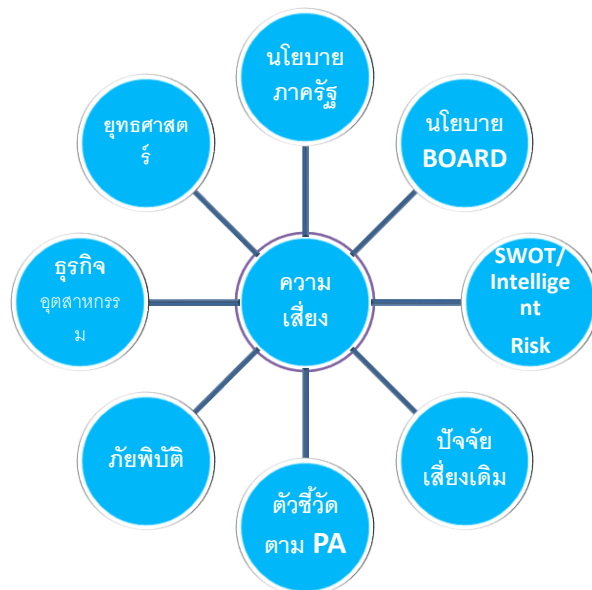 นโยบาย
ภาครัฐ
นโยบาย
BOARD
SWOT/
Intellige
nt
Risk
ปัจจัย
เสี่ยงเดิม
ตัวชี้วัด
ตาม PA
ภัยพิบัติ
ธุรกิจ
อุตสาหกรร
ม
ยุทธศาสต
ร์
ความ
เสี่ยง